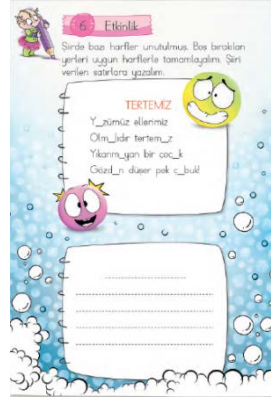 6 Etkinlik
Şiirde bazı harfler unutulmuş. Boş bırakılan
yerleri uygun harflerle tamamlayalım. Şiiri
verilen satırlara yazalım.
TERTEMİZ
Y_zümüz ellerimiz
Olm_lıdır tertem_z
Yıkanm_yan bir çoc_k
Gözd_n düşer pek ç_buk!